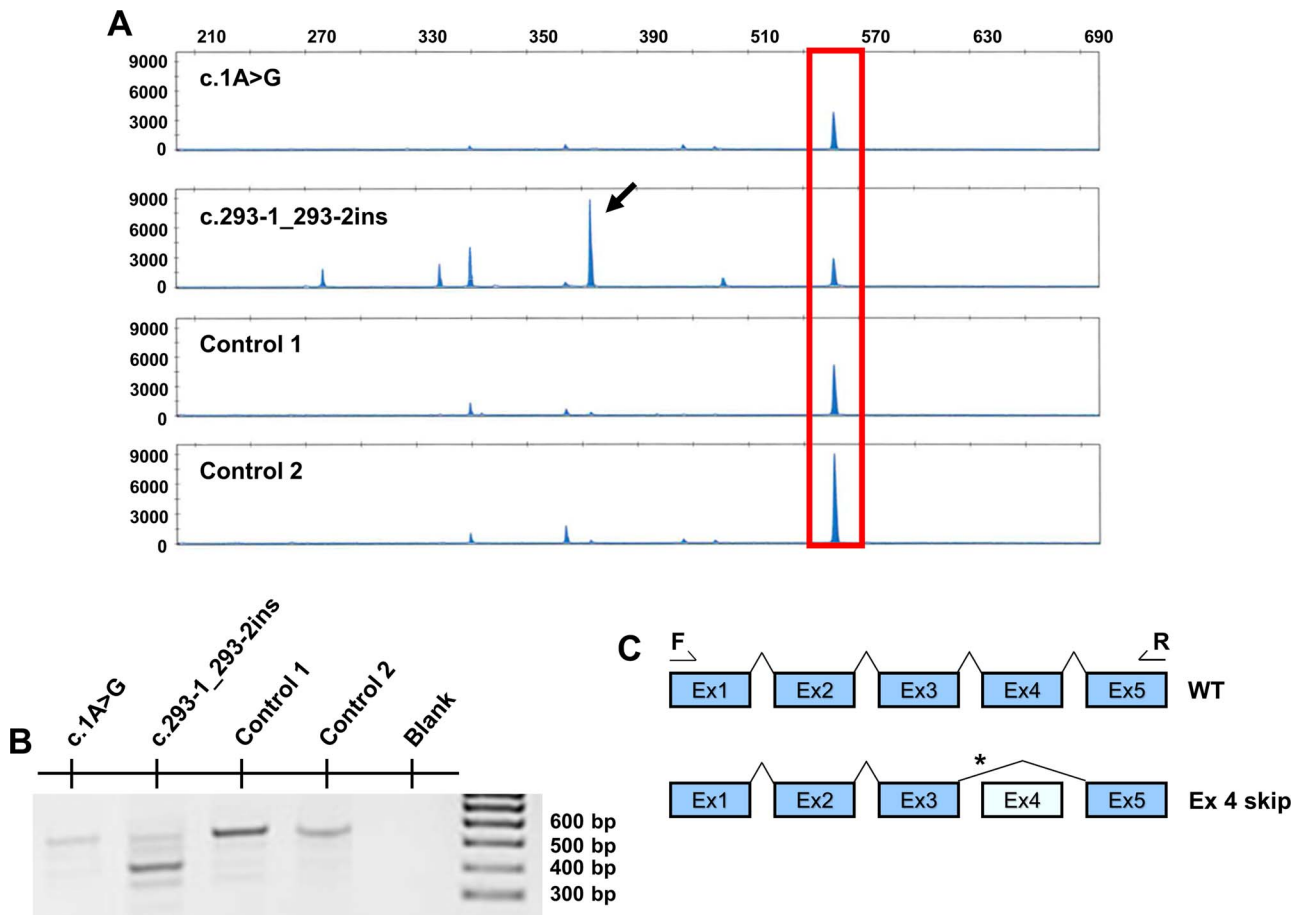 A
210 270 330 350 390 510 570 630 690
9000
6000
3000
0
c.1A>G
9000
6000
3000
0
c.293-1_293-2ins
9000
6000
3000
0
Control 1
9000
6000
3000
0
Control 2
B
c.1A>G
c.293-1_293-2ins
Control 1
Control 2
Blank
600 bp
500 bp
400 bp
300 bp
C
F R
Ex1 Ex2 Ex3 Ex4 Ex5 WT
*
Ex1 Ex2 Ex3 Ex4 Ex5 Ex 4 skip